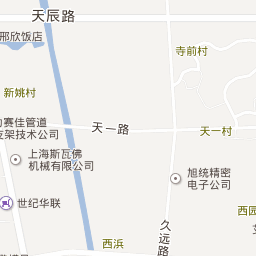 天辰路
邢欣饭店
寺前村
新姚村
赛佳管道
支架技术公司
天一路
天一村
上海斯瓦佛
机械有限公司
旭统精密
电子公司
世纪华联
西园
久远路
西浜